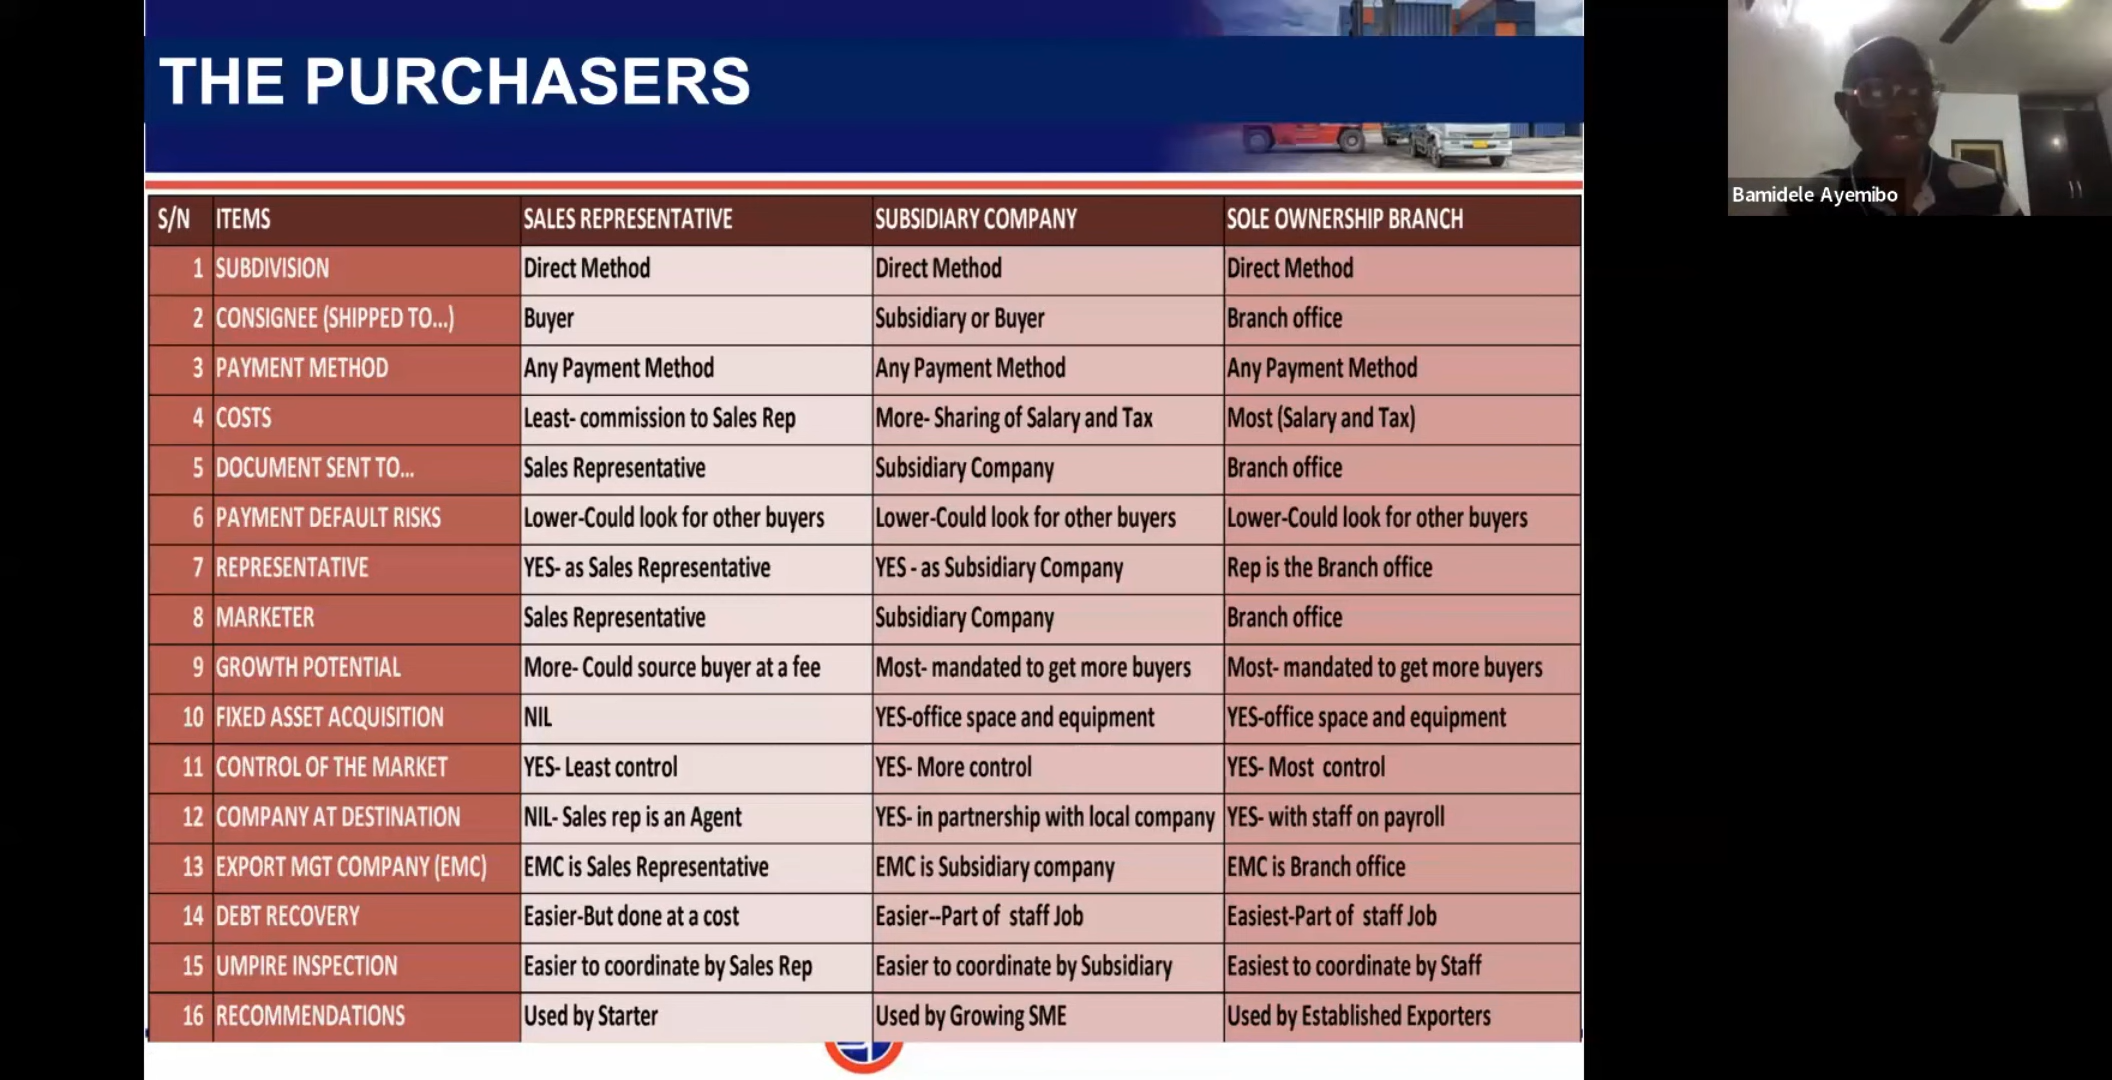 THE PURCHASERS
Bamidele Ayemibo
S/N ITEMS SALES REPRESENTATIVE SUBSIDIARY COMPANY SOLE OWNERSHIP BRANCH
1 SUBDIVISION Direct Method Direct Method Direct Method
2 CONSIGNEE (SHIPPED TO...) Buyer Subsidiary or Buyer Branch office
3 PAYMENT METHOD Any Payment Method Any Payment Method Any Payment Method
4 COSTS Least- commission to Sales Rep More- Sharing of Salary and Tax Most (Salary and Tax)
5 DOCUMENT SENT TO... Sales Representative Subsidiary Company Branch office
6 PAYMENT DEFAULT RISKS Lower-Could look for other buyers Lower-Could look for other buyers Lower-Could look for other buyers
7 REPRESENTATIVE YES- as Sales Representative YES - as Subsidiary Company Rep is the Branch office
8 MARKETER Sales Representative Subsidiary Company Branch office
9 GROWTH POTENTIAL More- Could source buyer at a fee Most- mandated to get more buyers Most- mandated to get more buyers
10 FIXED ASSET ACQUISITION NIL YES-office space and equipment YES-office space and equipment
11 CONTROL OF THE MARKET YES- Least control YES- More control YES- Most control
12 COMPANY AT DESTINATION NIL- Sales rep is an Agent YES- in partnership with local company YES- with staff on payroll
13 EXPORT MGT COMPANY (EMC) EMC is Sales Representative EMC is Subsidiary company EMC is Branch office
14 DEBT RECOVERY Easier-But done at a cost Easier--Part of staff Job Easiest-Part of staff Job
15 UMPIRE INSPECTION Easier to coordinate by Sales Rep Easier to coordinate by Subsidiary Easiest to coordinate by Staff
16 RECOMMENDATIONS Used by Starter Used by Growing SME Used by Established Exporters